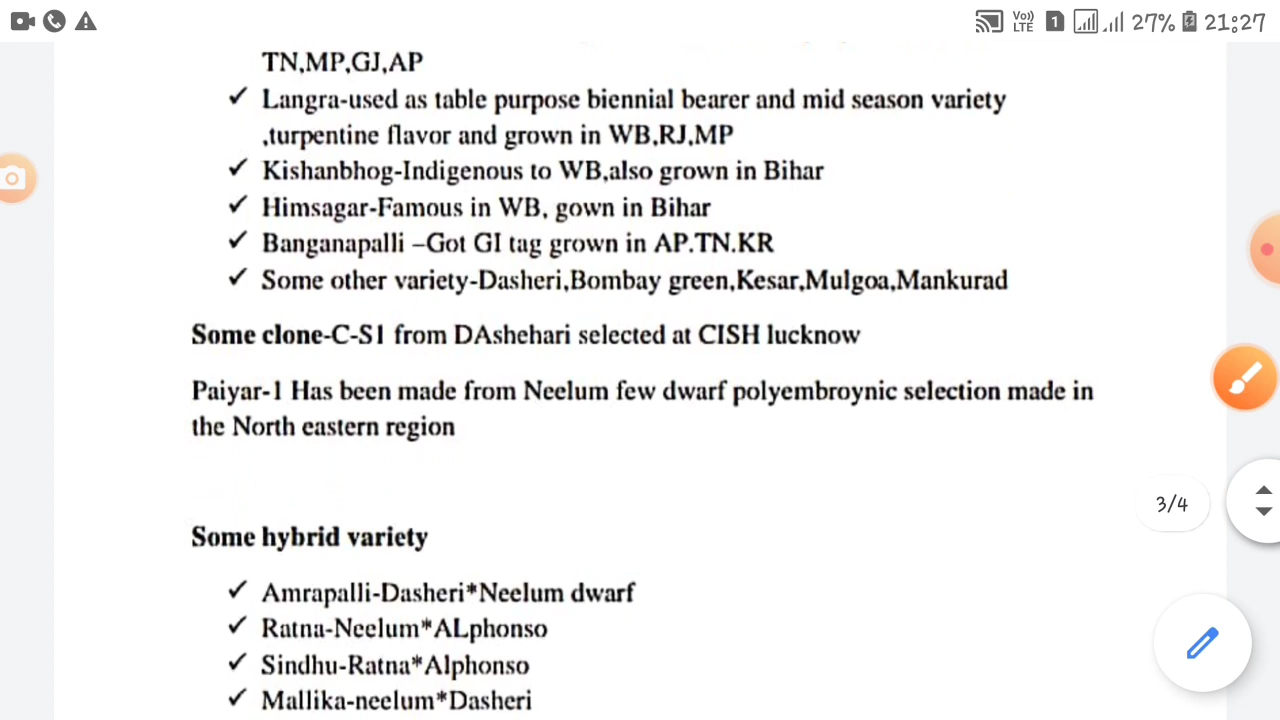 Vo))
LTE
1
27%
21:27
TN,MP,GJ,AP
✓ Langra-used as table purpose biennial bearer and mid season variety
,turpentine flavor and grown in WB,RJ,MP
✓ Kishanbhog-Indigenous to WB,also grown in Bihar
✓ Himsagar-Famous in WB, gown in Bihar
✓ Banganapalli –Got GI tag grown in AP.TN.KR
✓ Some other variety-Dasheri,Bombay green,Kesar,Mulgoa,Mankurad
Some clone-C-S1 from DAshehari selected at CISH lucknow
Paiyar-1 Has been made from Neelum few dwarf polyembroynic selection made in
the North eastern region
3/4
Some hybrid variety
✓ Amrapalli-Dasheri*Neelum dwarf
✓ Ratna-Neelum*ALphonso
✓ Sindhu-Ratna*Alphonso
✓ Mallika-neelum*Dasheri